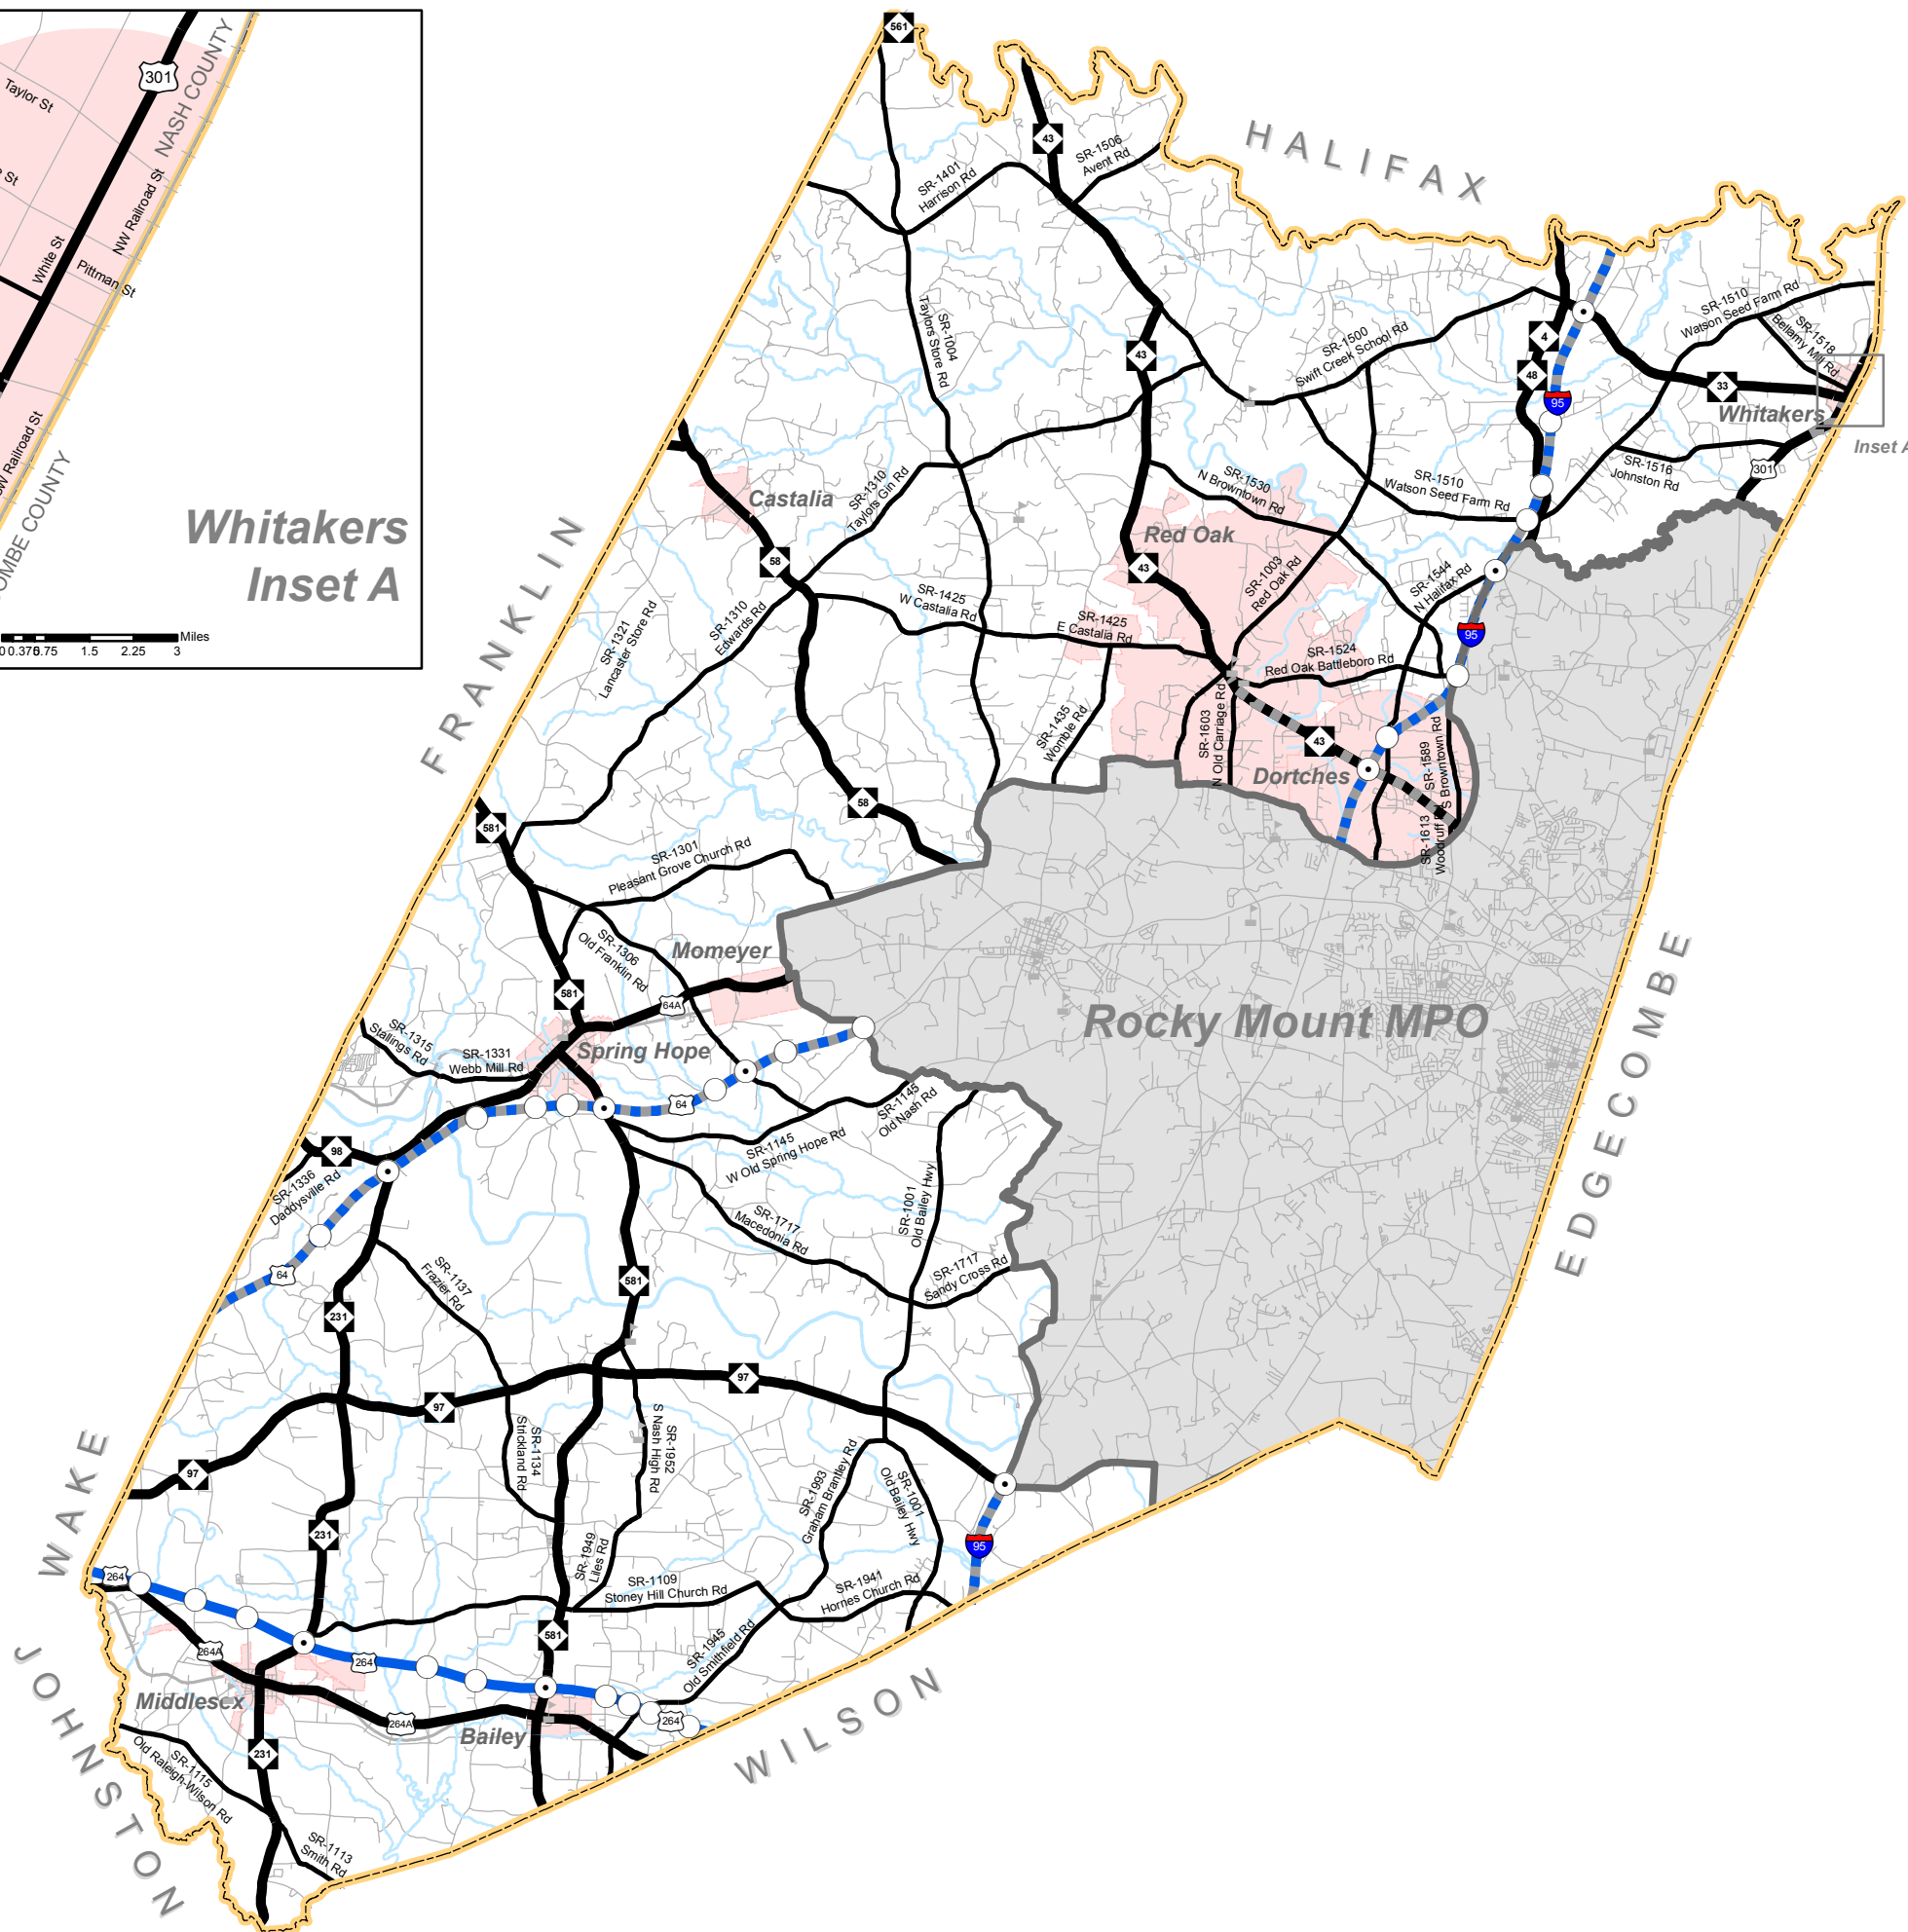 301
Taylor St
NASH COUNTY
St
White St
NW Railroad St
Pittman St
W Railroad St
OMBE COUNTY
Whitakers
Inset A
Miles
0 0.375 0.75 1.5 2.25 3
561
43
HALIFAX
SR-1506
Avent Rd
SR-1401
Harrison Rd
SR-1004
Taylors Store Rd
43
SR-1500
Swift Creek School Rd
4
48
95
SR-1510
Watson Seed Farm Rd
SR-1518
Bellamy Mill Rd
33
Whitakers
Inset A
301
SR-1516
Johnston Rd
SR-1510
Watson Seed Farm Rd
SR-1530
N Browntown Rd
Castalia
SR-1310
Taylors Gin Rd
Red Oak
58
43
SR-1003
Red Oak Rd
SR-1544
N Halifax Rd
95
FRANKLIN
SR-1321
Lancaster Store Rd
SR-1310
Edwards Rd
SR-1425
W Castalia Rd
SR-1425
E Castalia Rd
SR-1524
Red Oak Battleboro Rd
SR-1435
Womble Rd
SR-1603
N Old Carriage Rd
43
Dortches
SR-1589
S Browntown Rd
SR-1613
Woodruff
58
581
SR-1301
Pleasant Grove Church Rd
SR-1306
Old Franklin Rd
Momeyer
581
64A
Rocky Mount MPO
EDGECOMBE
SR-1315
Stallings Rd
SR-1331
Webb Mill Rd
Spring Hope
64
SR-1145
Old Nash Rd
SR-1145
W Old Spring Hope Rd
98
SR-1336
Daddysville Rd
SR-1001
Old Bailey Hwy
SR-1717
Macedonia Rd
SR-1717
Sandy Cross Rd
64
SR-1137
Frazier Rd
581
231
97
97
97
SR-1134
Strickland Rd
SR-1952
S Nash High Rd
SR-1993
Graham Brantley Rd
SR-1001
Old Bailey Hwy
WAKE
231
95
SR-1949
Liles Rd
SR-1109
Stoney Hill Church Rd
SR-1941
Hornes Church Rd
264
581
SR-1945
Old Smithfield Rd
264A
264
Middlesex
264A
Bailey
264
WILSON
JOHNSTON
231
SR-1115
Old Raleigh-Wilson Rd
SR-1113
Smith Rd